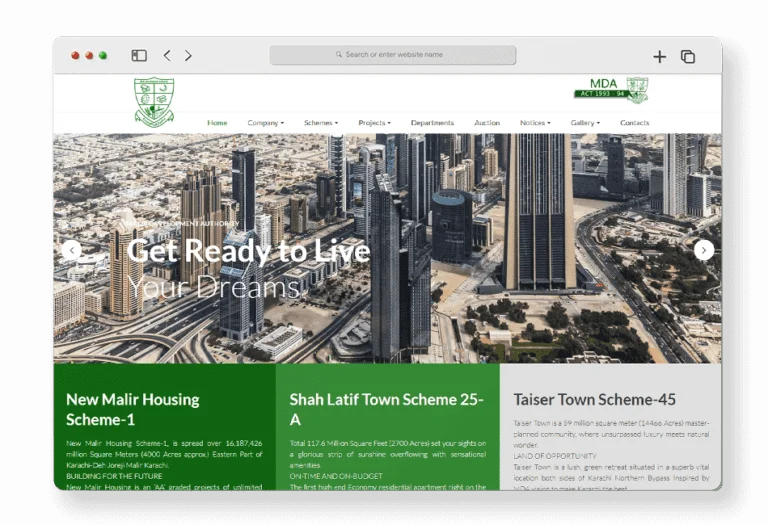 Search or enter website name
MDA
ACT 1993 - 94
Home Company Schemes Projects Departments Auction Notices Gallery Contacts
DEVELOPMENT AUTHORITY
Get Ready to Live
Your Dreams.
New Malir Housing
Scheme-1
New Malir Housing Scheme-1, is spread over 16,187,426
million Square Meters (4000 Acres approx.) Eastern Part of
Karachi-Deh Joreji Malir Karachi.
BUILDING FOR THE FUTURE
New Malir Housing is an 'AA' graded projects of unlimited
Shah Latif Town Scheme 25-
A
Total 117.6 Million Square Feet (2700 Acres) set your sights on
a glorious strip of sunshine overflowing with sensational
amenities.
ON-TIME AND ON-BUDGET
The first high end Economy residential apartment right on the
Taiser Town Scheme-45
Taiser Town is a 59 million square meter (14466 Acres) master-
planned community, where unsurpassed luxury meets natural
wonder.
LAND OF OPPORTUNITY
Taiser Town is a lush, green retreat situated in a superb vital
location both sides of Karachi Northern Bypass Inspired by
MDA vision to make Karachi the best